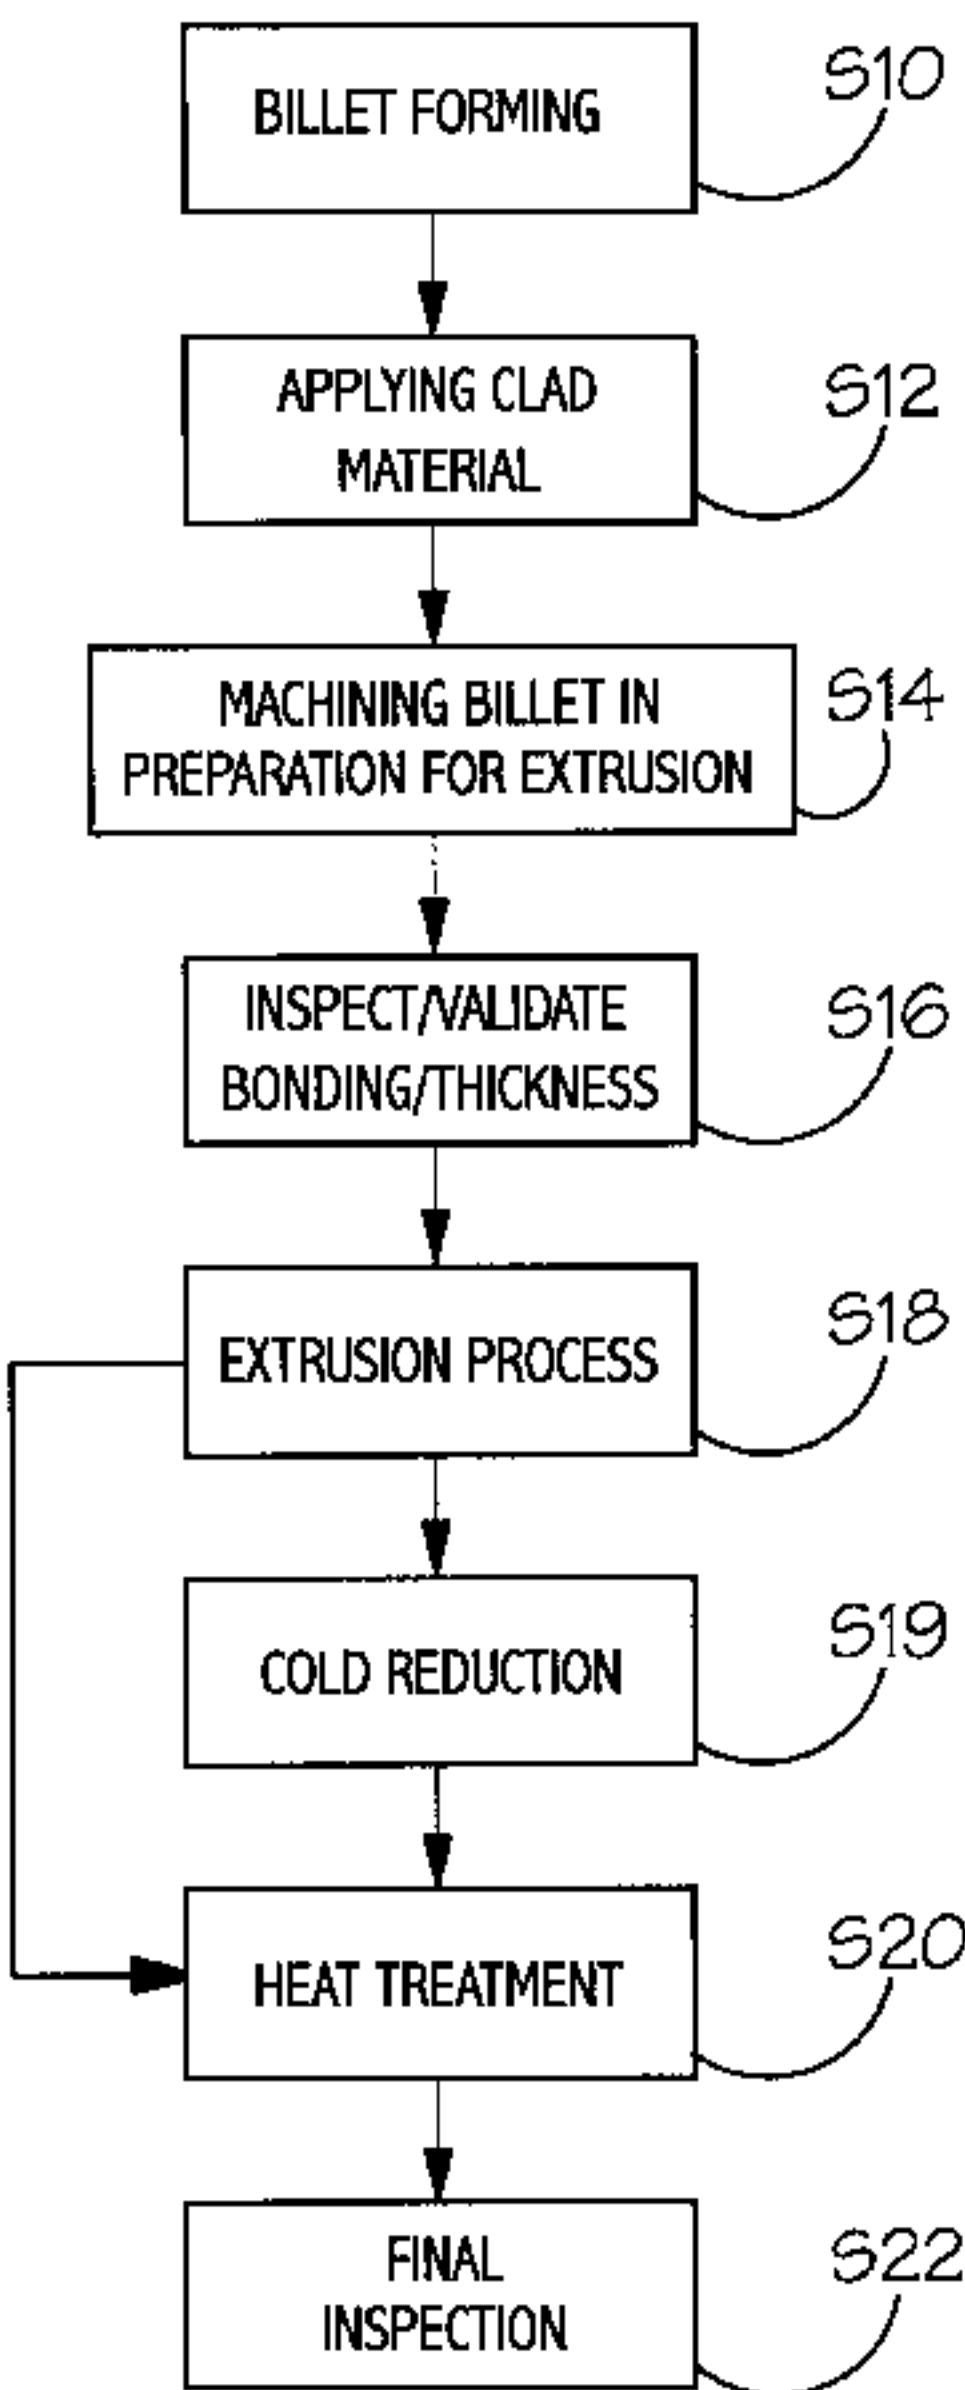 BILLET FORMING
S10
APPLYING CLAD
MATERIAL
S12
MACHINING BILLET IN
PREPARATION FOR EXTRUSION
S14
INSPECT/VALIDATE
BONDING/THICKNESS
S16
EXTRUSION PROCESS
S18
COLD REDUCTION
S19
HEAT TREATMENT
S20
FINAL
INSPECTION
S22